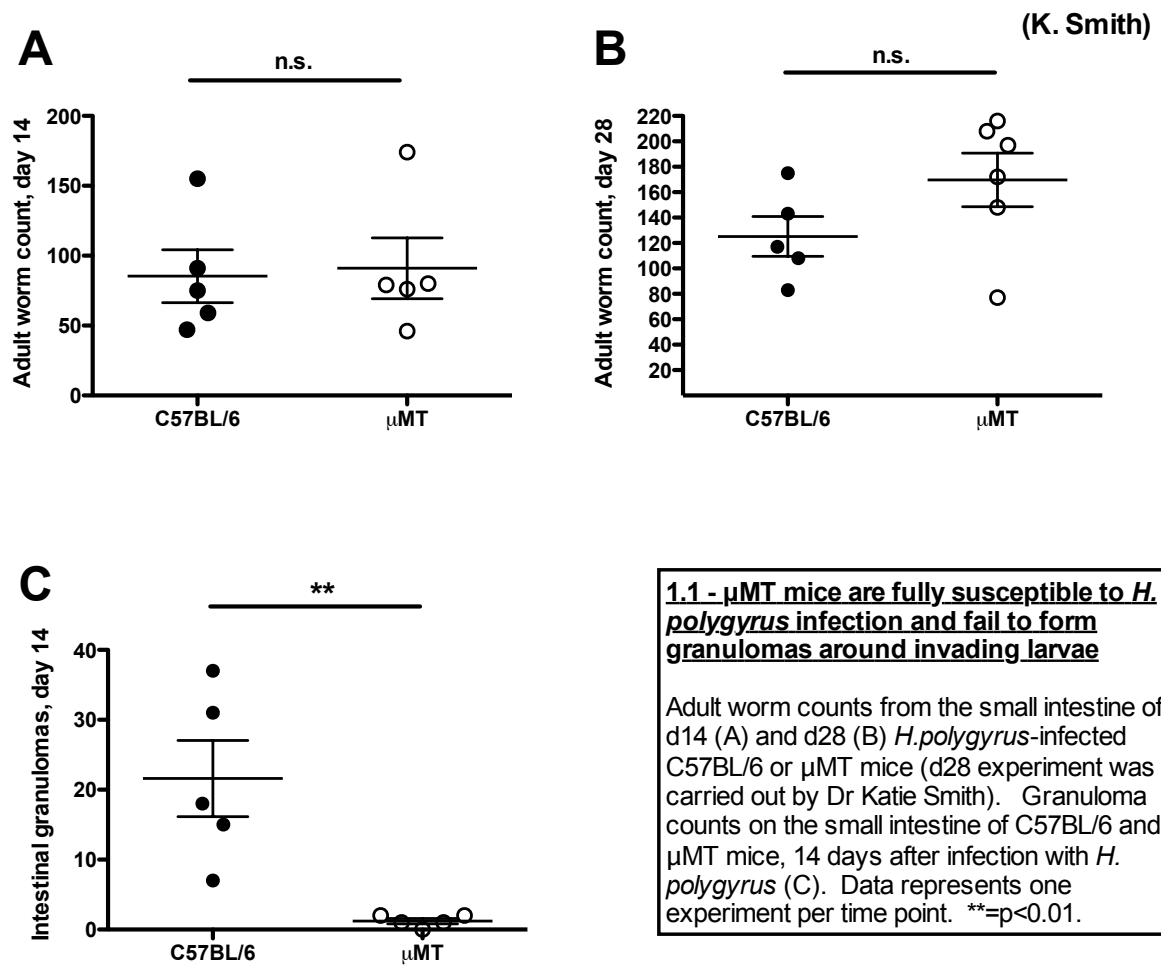 (K. Smith)
A
n.s.
Adult worm count, day 14
200
150
100
50
0
C57BL/6
µMT
B
n.s.
Adult worm count, day 28
220
200
180
160
140
120
100
80
60
40
20
C57BL/6
µMT
C
**
Intestinal granulomas, day 14
40
30
20
10
0
C57BL/6
µMT
1.1 - µMT mice are fully susceptible to H.
polygyrus infection and fail to form
granulomas around invading larvae
Adult worm counts from the small intestine of
d14 (A) and d28 (B) H.polygyrus-infected
C57BL/6 or µMT mice (d28 experiment was
carried out by Dr Katie Smith). Granuloma
counts on the small intestine of C57BL/6 and
µMT mice, 14 days after infection with H.
polygyrus (C). Data represents one
experiment per time point. **=p<0.01.